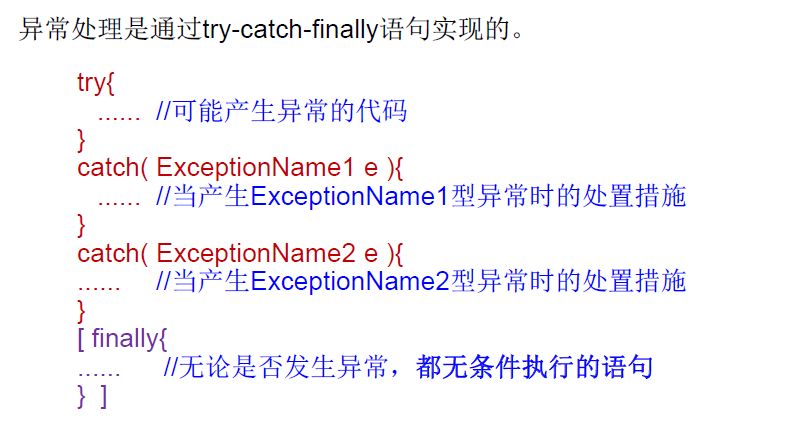 异常处理是通过try-catch-finally语句实现的。
try{
...... //可能产生异常的代码
}
catch( ExceptionName1 e ){
...... //当产生ExceptionName1型异常时的处置措施
}
catch( ExceptionName2 e ){
...... //当产生ExceptionName2型异常时的处置措施
}
[ finally{
...... //无论是否发生异常，都无条件执行的语句
} ]